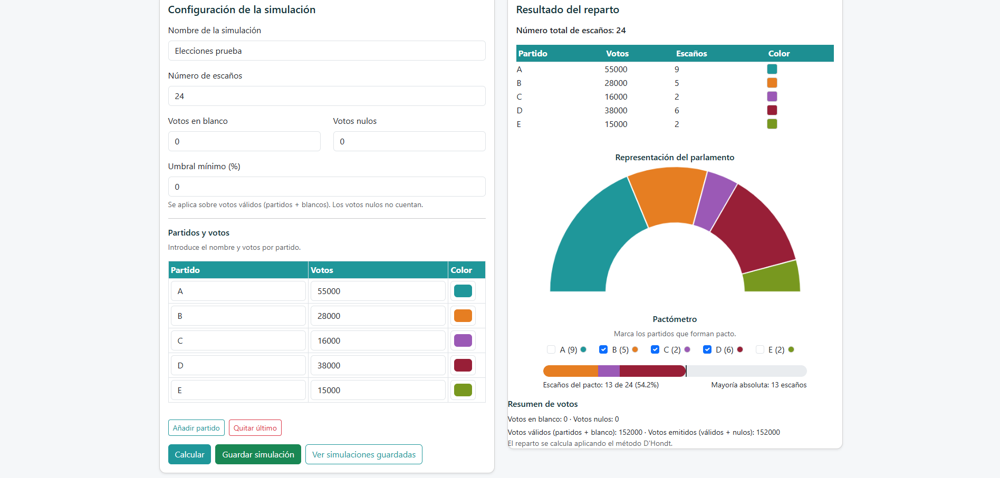 Configuración de la simulación
Nombre de la simulación
Elecciones prueba
Número de escaños
24
Votos en blanco Votos nulos
0 0
Umbral mínimo (%)
0
Se aplica sobre votos válidos (partidos + blancos). Los votos nulos no cuentan.
Partidos y votos
Introduce el nombre y votos por partido.
Partido Votos Color
A 55000
B 28000
C 16000
D 38000
E 15000
Añadir partido Quitar último
Calcular Guardar simulación Ver simulaciones guardadas
Resultado del reparto
Número total de escaños: 24
Partido Votos Escaños Color
A 55000 9
B 28000 5
C 16000 2
D 38000 6
E 15000 2
Representación del parlamento
Pactómetro
Marca los partidos que forman pacto.
A (9) B (5) C (2) D (6) E (2)
Escaños del pacto: 13 de 24 (54.2%) Mayoría absoluta: 13 escaños
Resumen de votos
Votos en blanco: 0 · Votos nulos: 0
Votos válidos (partidos + blanco): 152000 · Votos emitidos (válidos + nulos): 152000
El reparto se calcula aplicando el método D'Hondt.